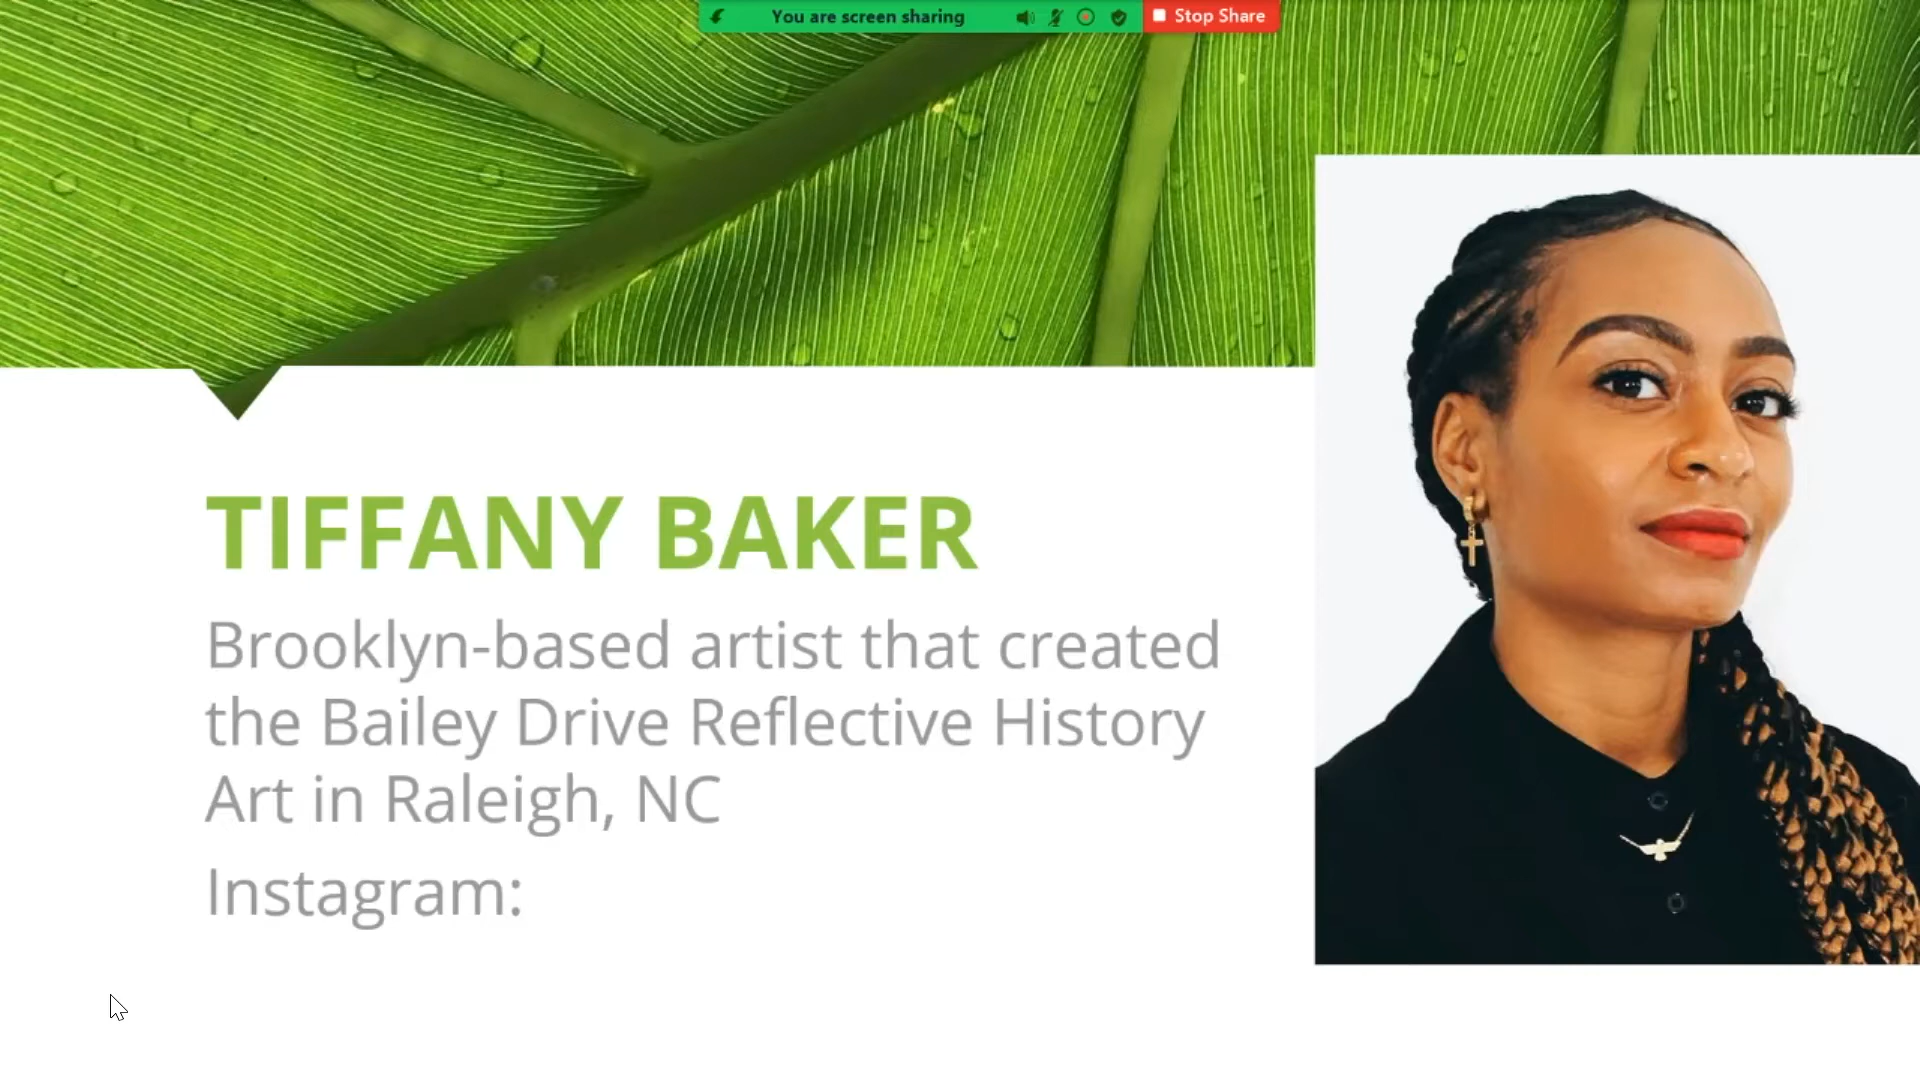 You are screen sharing
Stop Share
TIFFANY BAKER
Brooklyn-based artist that created
the Bailey Drive Reflective History
Art in Raleigh, NC
Instagram: